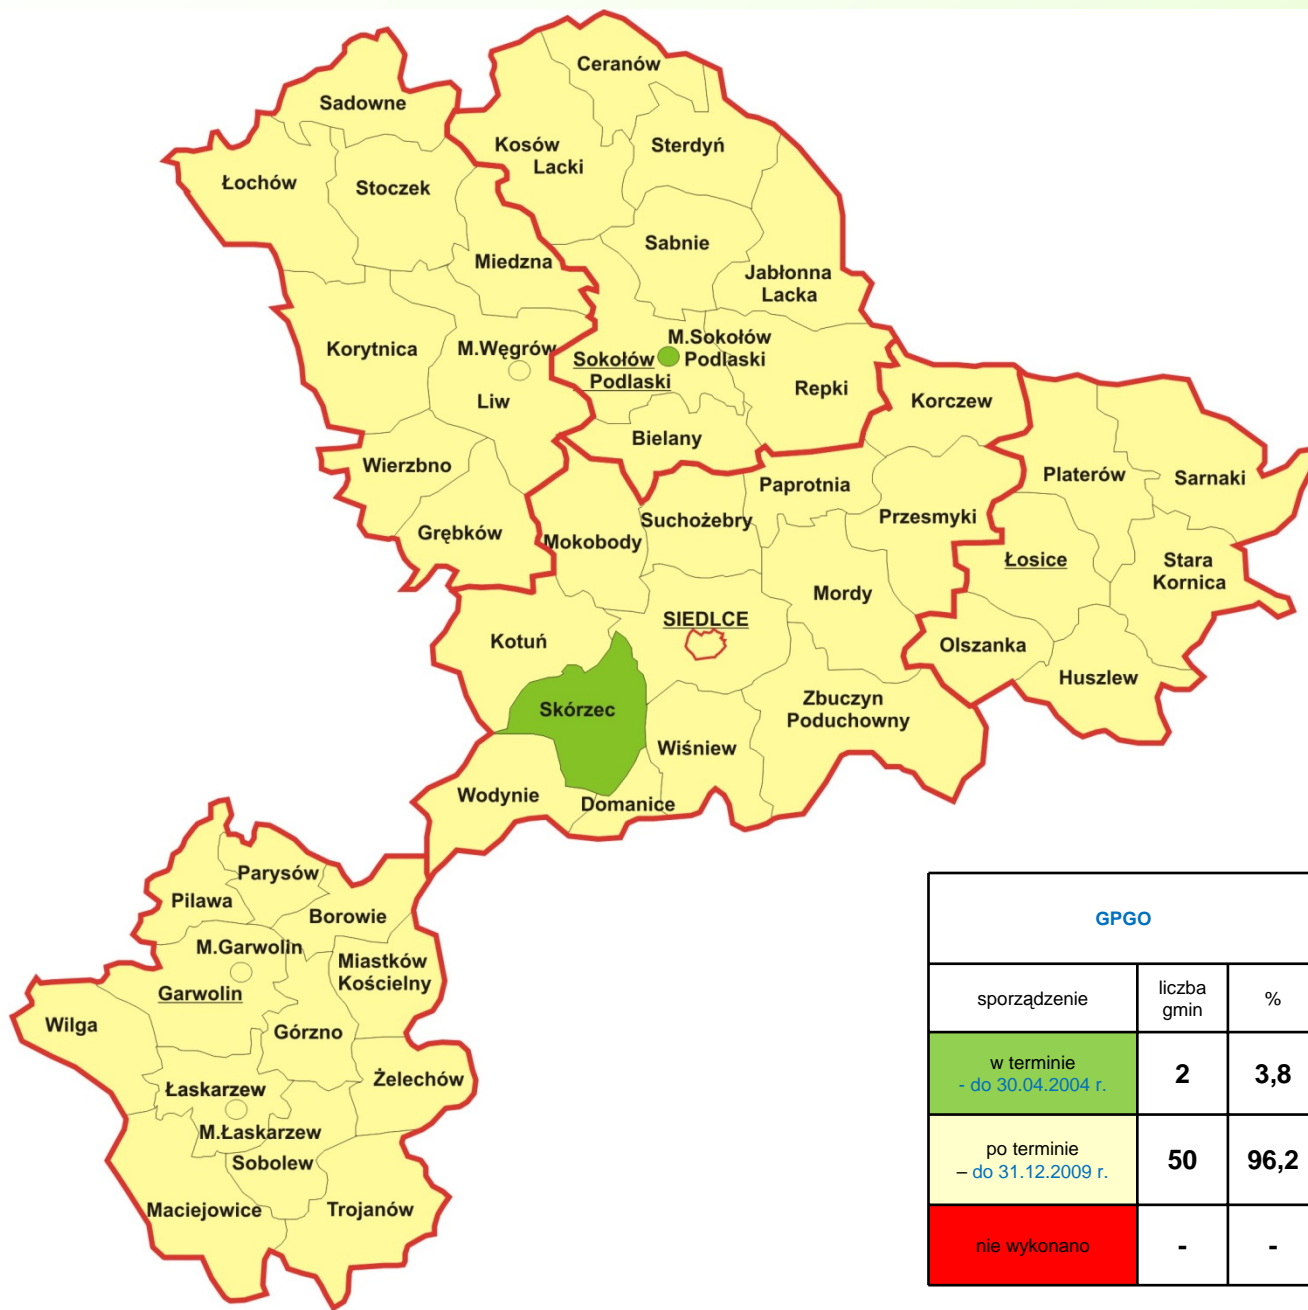 Ceranów
Sadowne
Kosów
Lacki
Sterdyń
Łochów
Stoczek
Sabnie
Miedzna
Jabłonna
Lacka
Korytnica
M.Węgrów
M.Sokołów
Podlaski
Sokołów
Podlaski
Repki
Liw
Korczew
Bielany
Wierzbno
Platerów
Sarnaki
Paprotnia
Suchożebry
Przesmyki
Grębków
Mokobody
Łosice
Stara
Kornica
Mordy
SIEDLCE
Kotuń
Olszanka
Huszlew
Skórzec
Zbuczyn
Poduchowny
Wiśniew
Wodynie
Domanice
Parysów
Pilawa
Borowie
M.Garwolin
Miastków
Kościelny
Garwolin
Wilga
Górzno
Żelechów
Łaskarzew
M.Łaskarzew
Sobolew
Maciejowice
Trojanów
GPGO
sporządzenie
liczba
gmin
%
w terminie
- do 30.04.2004 r.
2
3,8
po terminie
– do 31.12.2009 r.
50
96,2
nie wykonano
-
-